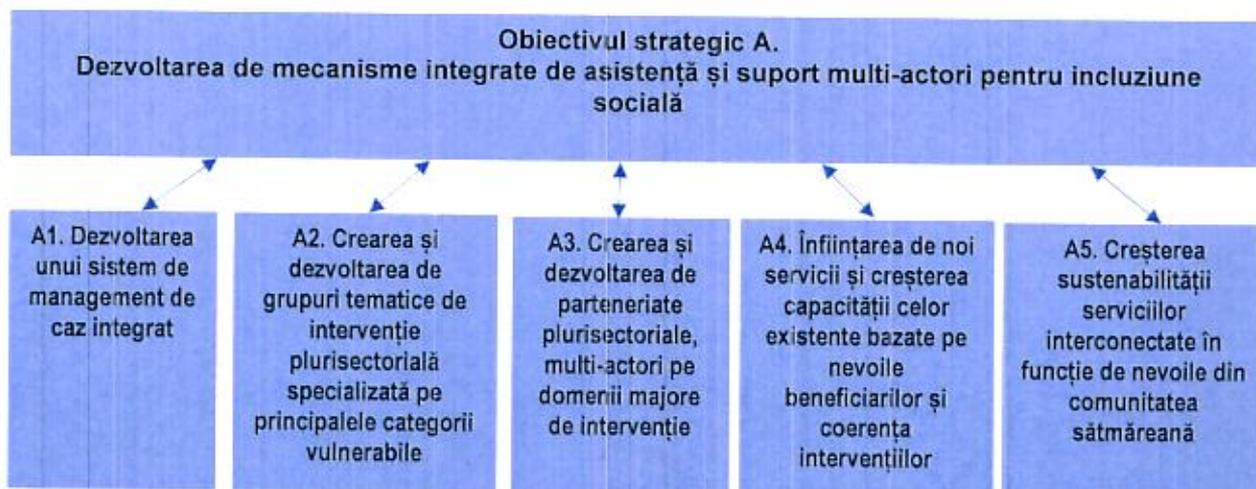 Obiectivul strategic A.
Dezvoltarea de mecanisme integrate de asistență și suport multi-actori pentru incluziune
socială
A1. Dezvoltarea
unui sistem de
management de
caz integrat
A2. Crearea și
dezvoltarea de
grupuri tematice de
intervenție
plurisectorială
specializată pe
principalele categorii
vulnerabile
A3. Crearea și
dezvoltarea de
parteneriate
plurisectoriale,
multi-actori pe
domenii majore
de intervenție
A4. Înființarea de noi
servicii și creșterea
capacității celor
existente bazate pe
nevoile
beneficiarilor și
coerența
intervențiilor
A5. Creșterea
sustenabilității
serviciilor
interconectate în
funcție de nevoile din
comunitatea
sătmăreană